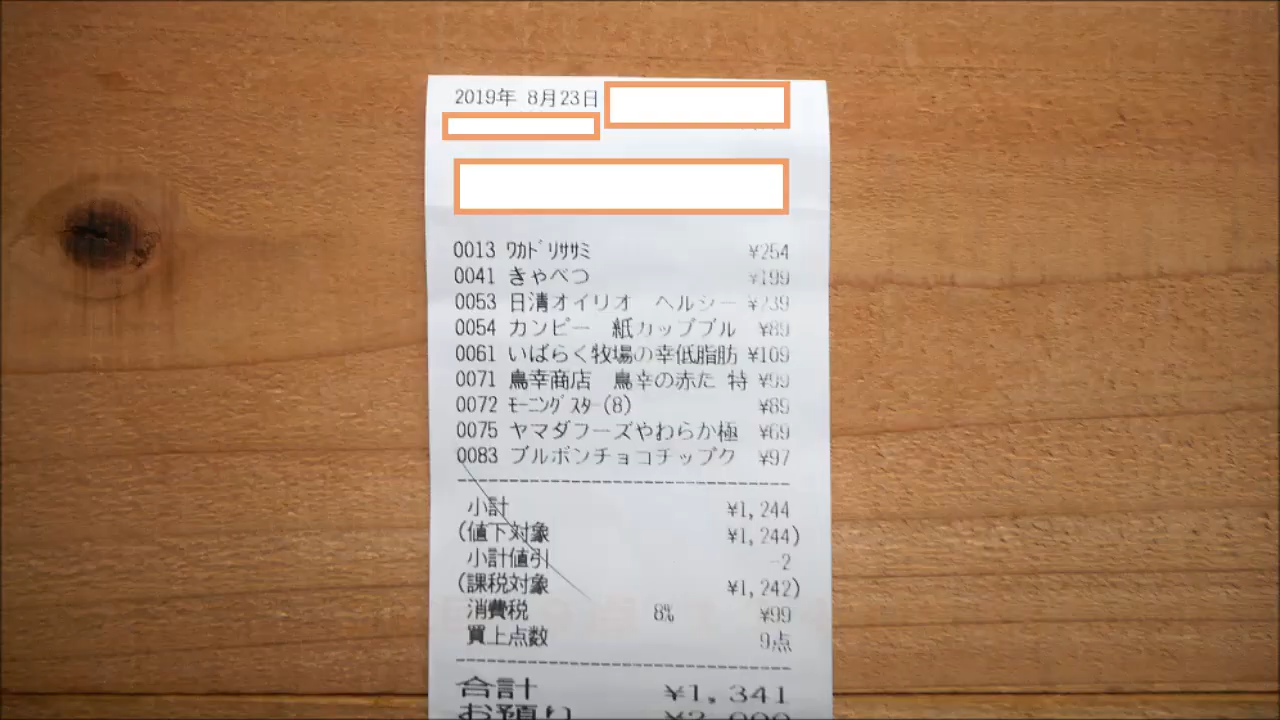 2019年 8月23日
0013 ﾜｶﾄﾞﾘｻｻﾐ ¥254
0041 きゃべつ ¥199
0053 日清オイリオ　ヘルシー ¥239
0054 カンピー　紙カップブル ¥89
0061 いばらく牧場の幸低脂肪 ¥109
0071 鳥幸商店　鳥幸の赤た 特 ¥99
0072 ﾓｰﾆﾝｸﾞｽﾀｰ(8) ¥89
0075 ヤマダフーズやわらか極 ¥69
0083 ブルボンチョコチップク ¥97
小計 ¥1,244
(値下対象 ¥1,244)
小計値引 -2
(課税対象 ¥1,242)
消費税 8% ¥99
買上点数 9点
合計 ¥1,341
お預り